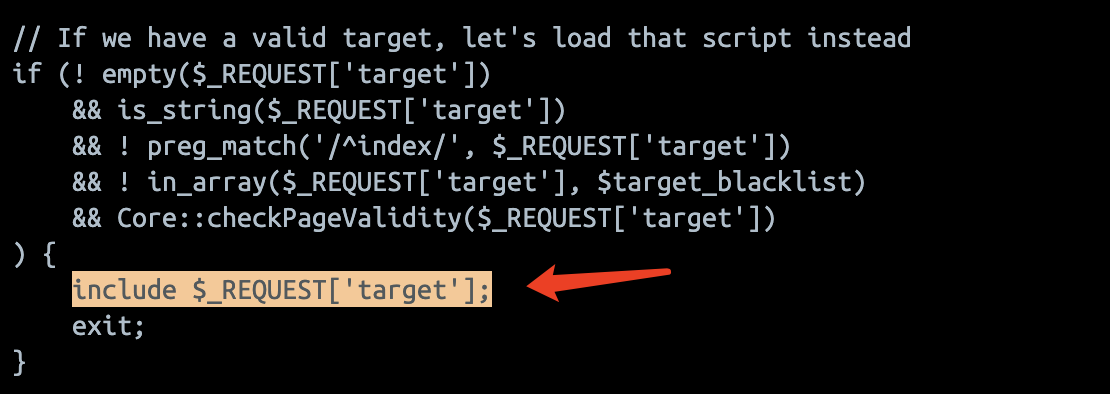 // If we have a valid target, let's load that script instead
if (! empty($_REQUEST['target'])
    && is_string($_REQUEST['target'])
    && ! preg_match('/^index/', $_REQUEST['target'])
    && ! in_array($_REQUEST['target'], $target_blacklist)
    && Core::checkPageValidity($_REQUEST['target'])
) {
    include $_REQUEST['target'];
    exit;
}